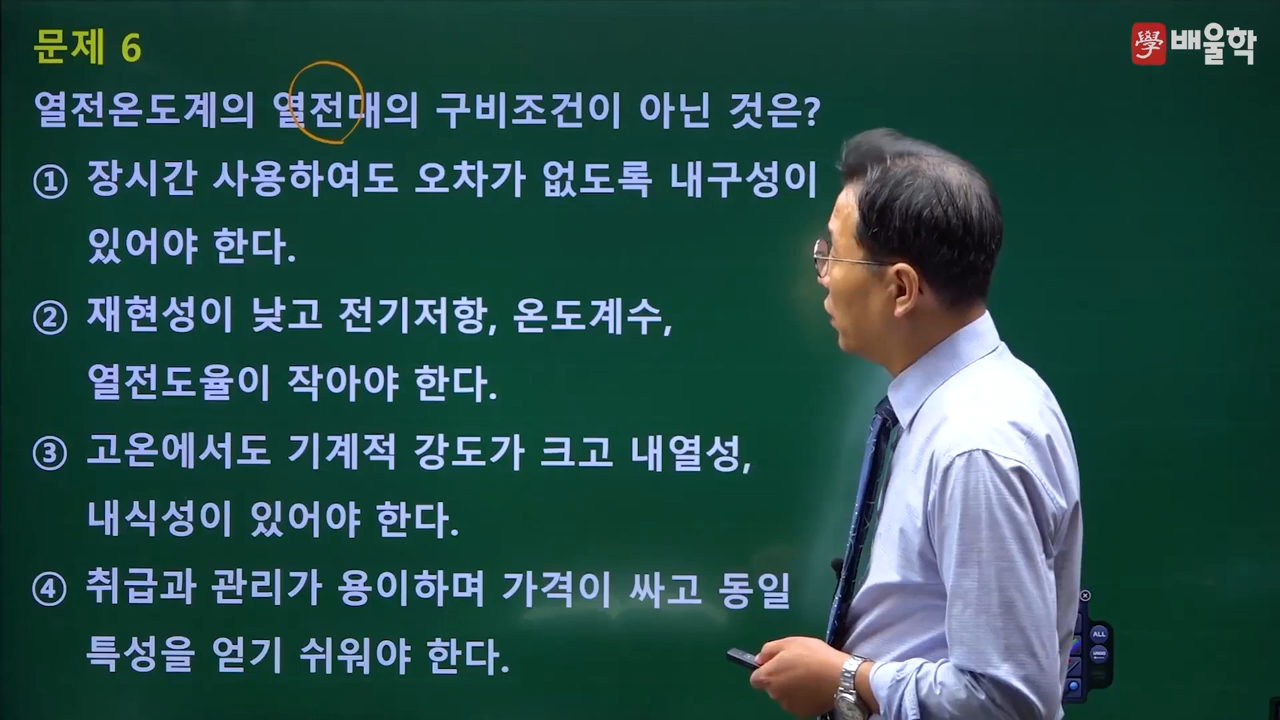 문제 6
學 배울학
열전온도계의 열전대의 구비조건이 아닌 것은?
① 장시간 사용하여도 오차가 없도록 내구성이
있어야 한다.
② 재현성이 낮고 전기저항, 온도계수,
열전도율이 작아야 한다.
③ 고온에서도 기계적 강도가 크고 내열성,
내식성이 있어야 한다.
④ 취급과 관리가 용이하며 가격이 싸고 동일
특성을 얻기 쉬워야 한다.
ALL